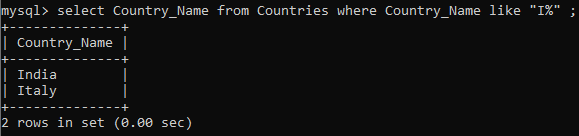 mysql> select Country_Name from Countries where Country_Name like "I%" ;
+--------------+
| Country_Name |
+--------------+
| India        |
| Italy        |
+--------------+
2 rows in set (0.00 sec)